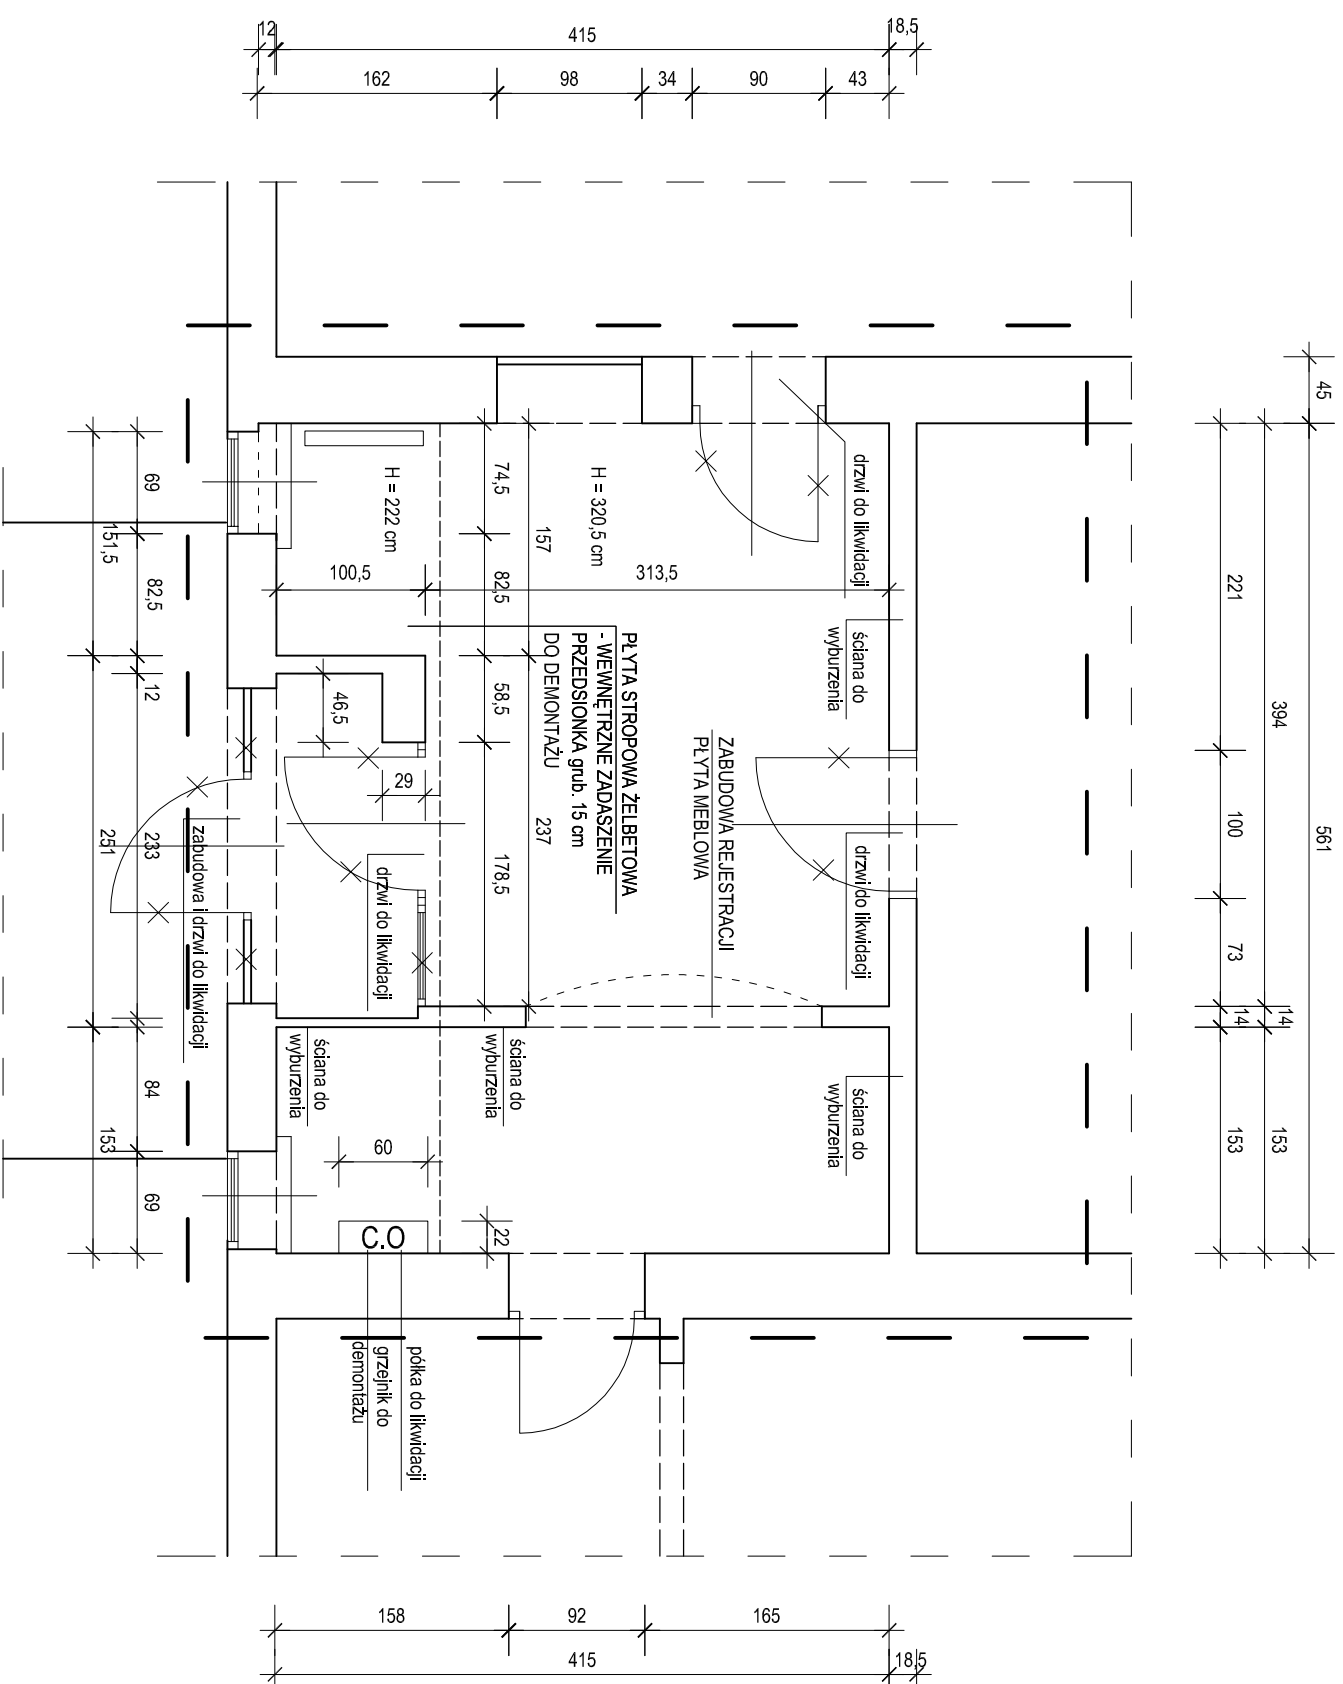 12
415
18,5
162
98
34
90
43
45
561
394
14
153
221
100
73
14
153
drzwi do likwidacji
H = 320,5 cm
H = 222 cm
74,5
157
82,5
100,5
313,5
58,5
237
178,5
46,5
29
ściana do
wyburzenia
PŁYTA STROPOWA ŻELBETOWA
- WEWNĘTRZNE ZADASZENIE
PRZEDSIONKA grub. 15 cm
DO DEMONTAŻU
ZABUDOWA REJESTRACJI
PŁYTA MEBLOWA
drzwi do likwidacji
drzwi do likwidacji
zabudowa i drzwi do likwidacji
69
151,5
82,5
12
233
251
84
153
69
ściana do
wyburzenia
ściana do
wyburzenia
ściana do
wyburzenia
60
22
C.O
półka do likwidacji
grzejnik do
demontażu
158
92
165
415
18,5